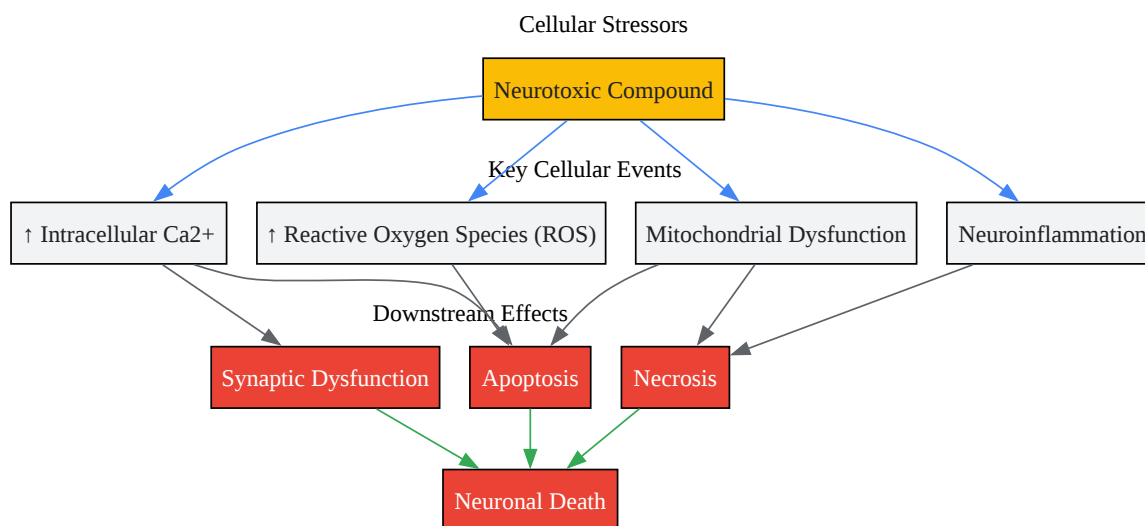 Cellular Stressors
Neurotoxic Compound
Key Cellular Events
↑ Intracellular Ca2+
↑ Reactive Oxygen Species (ROS)
Mitochondrial Dysfunction
Neuroinflammation
Downstream Effects
Synaptic Dysfunction
Apoptosis
Necrosis
Neuronal Death